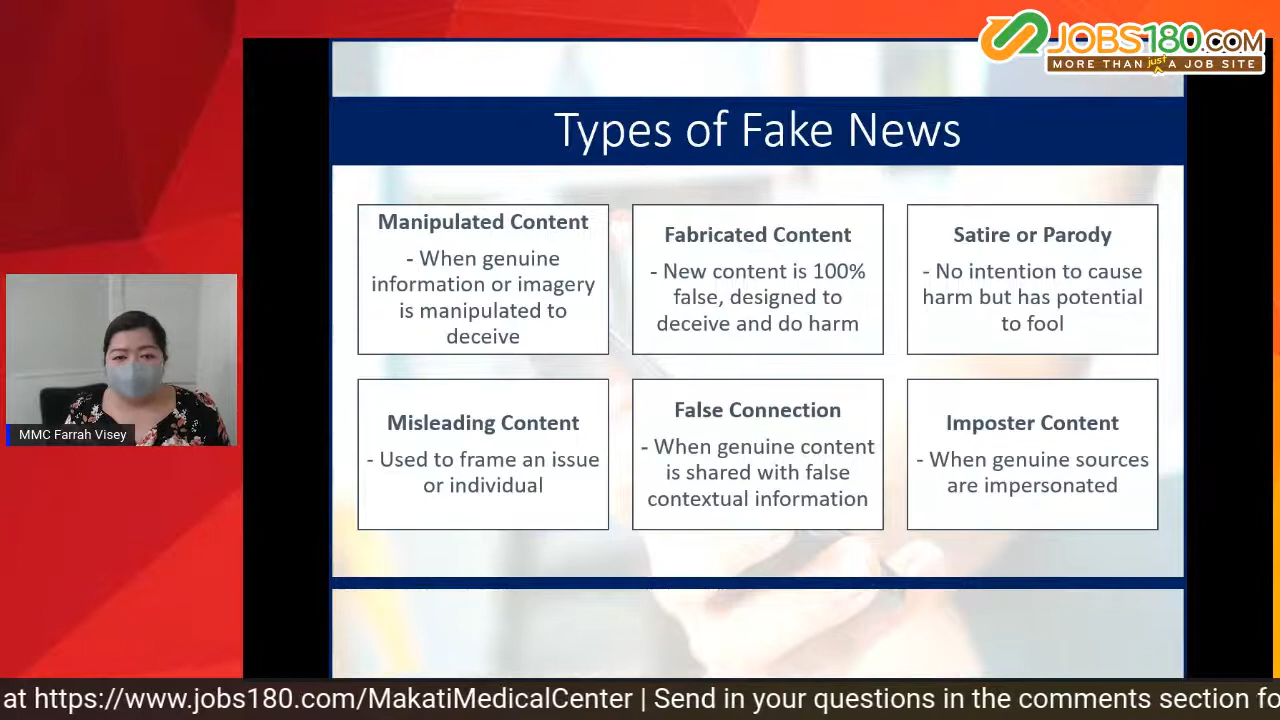 JOBS180.COM
MORE THAN just A JOB SITE
Types of Fake News
Manipulated Content
- When genuine
information or imagery
is manipulated to
deceive
Fabricated Content
- New content is 100%
false, designed to
deceive and do harm
Satire or Parody
- No intention to cause
harm but has potential
to fool
Misleading Content
- Used to frame an issue
or individual
False Connection
- When genuine content
is shared with false
contextual information
Imposter Content
- When genuine sources
are impersonated
MMC Farrah Visey
at https://www.jobs180.com/MakatiMedicalCenter | Send in your questions in the comments section fo